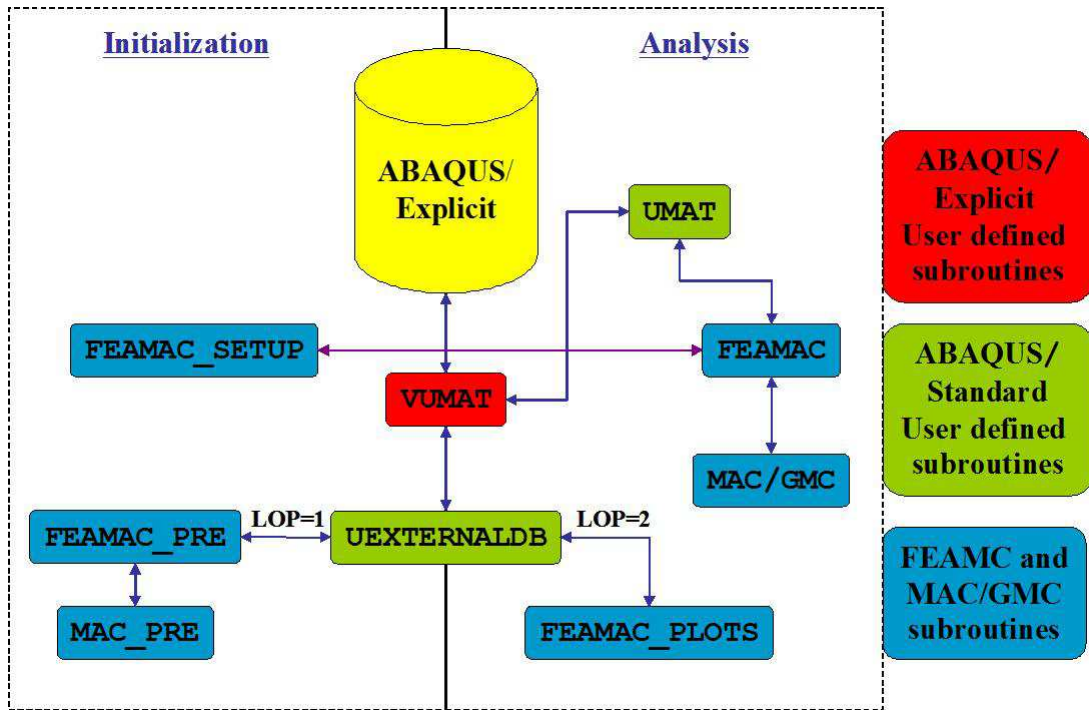 Initialization
Analysis
ABAQUS/
Explicit
UMAT
FEAMAC_SETUP
FEAMAC
VUMAT
MAC/GMC
FEAMAC_PRE
LOP=1
UEXTERNALDB
LOP=2
MAC_PRE
FEAMAC_PLOTS
ABAQUS/
Explicit
User defined
subroutines
ABAQUS/
Standard
User defined
subroutines
FEAMC and
MAC/GMC
subroutines